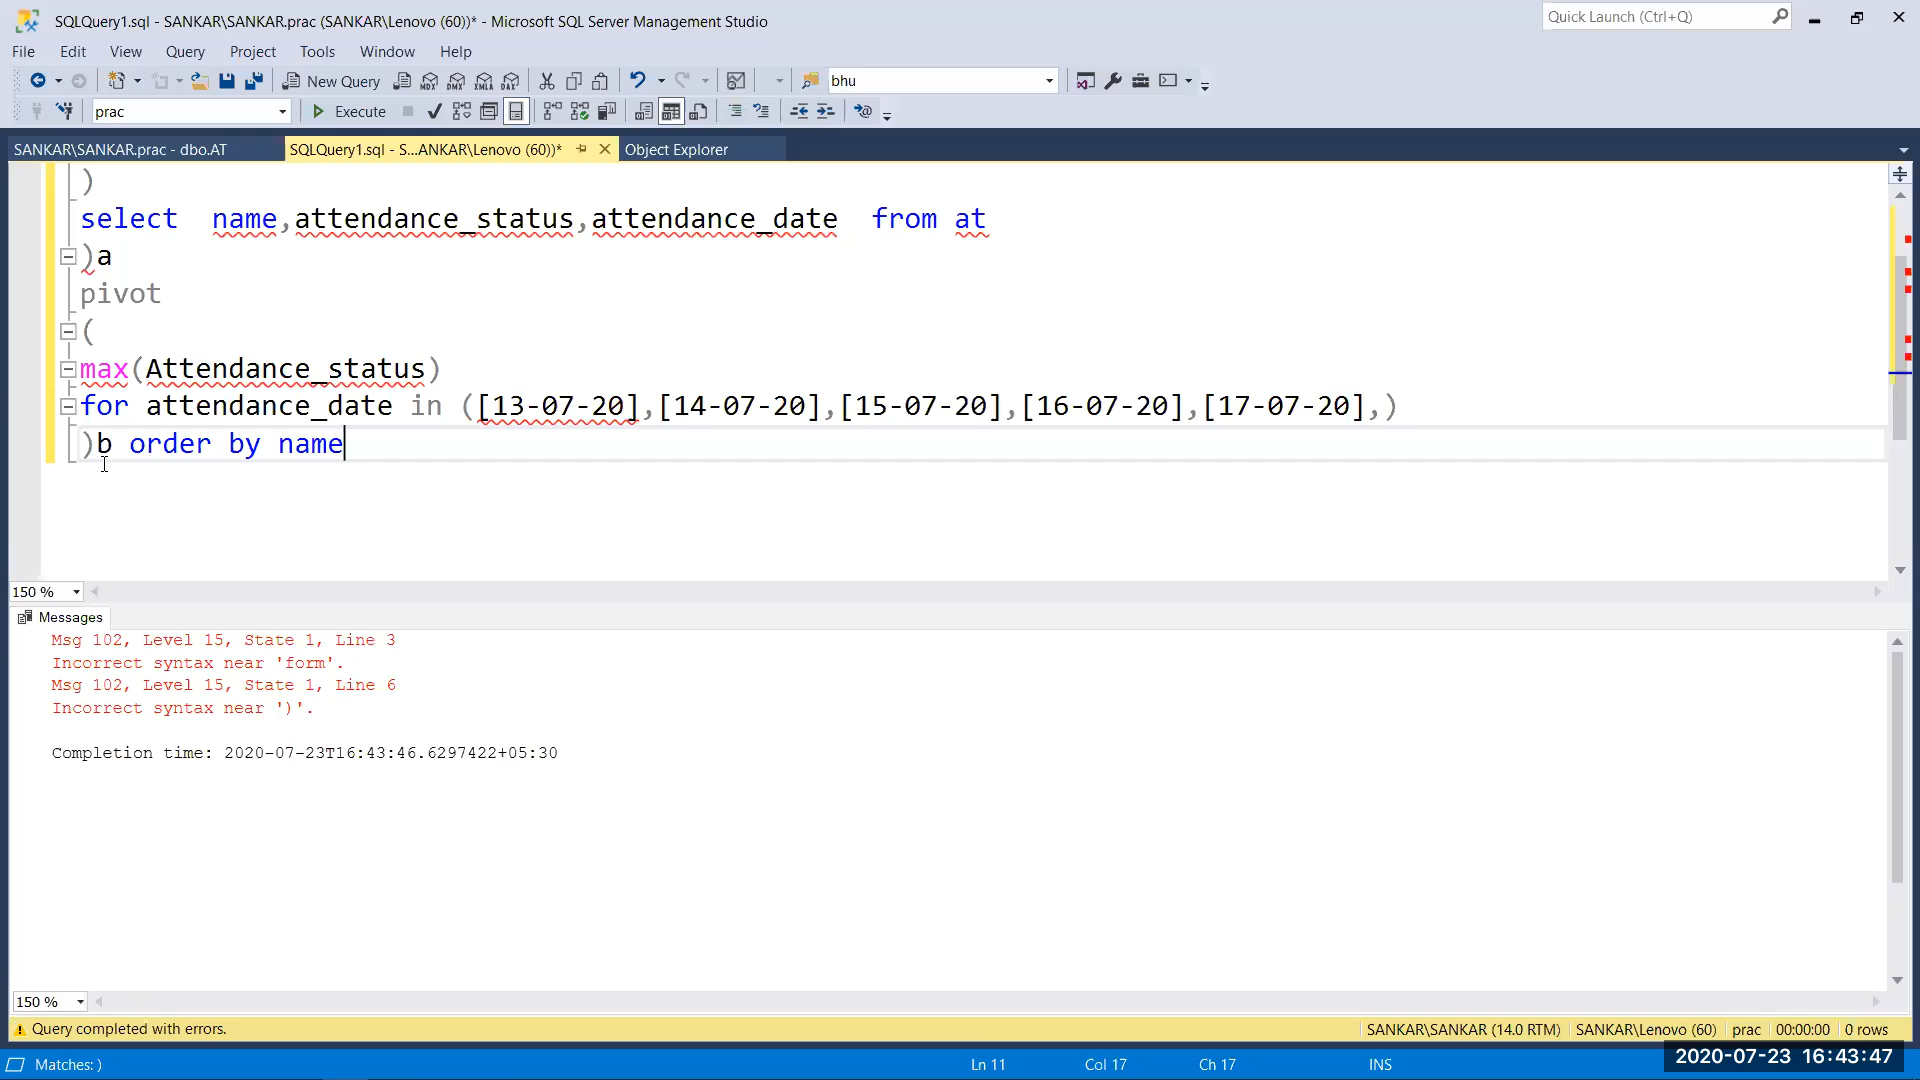 SQLQuery1.sql - SANKAR\SANKAR.prac (SANKAR\Lenovo (60))* - Microsoft SQL Server Management Studio
Quick Launch (Ctrl+Q)
File Edit View Query Project Tools Window Help
New Query MDX DMX XMLA DAX bhu
prac Execute
SANKAR\SANKAR.prac - dbo.AT SQLQuery1.sql - S...ANKAR\Lenovo (60))* Object Explorer
)
select name,attendance_status,attendance_date from at
)a
pivot
(
max(Attendance_status)
for attendance_date in ([13-07-20],[14-07-20],[15-07-20],[16-07-20],[17-07-20],)
)b order by name
150 %
Messages
Msg 102, Level 15, State 1, Line 3
Incorrect syntax near 'form'.
Msg 102, Level 15, State 1, Line 6
Incorrect syntax near ')'.
Completion time: 2020-07-23T16:43:46.6297422+05:30
150 %
Query completed with errors. SANKAR\SANKAR (14.0 RTM) SANKAR\Lenovo (60) prac 00:00:00 0 rows
Matches: ) Ln 11 Col 17 Ch 17 INS
2020-07-23 16:43:47